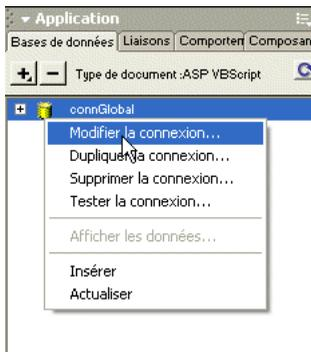 Application
Bases de données Liaisons Comporten Composan
Type de document :ASP VBScript
connGlobal
Modifier la connexion...
Dupliquer la connexion...
Supprimer la connexion...
Tester la connexion...
Afficher les données...
Insérer
Actualiser